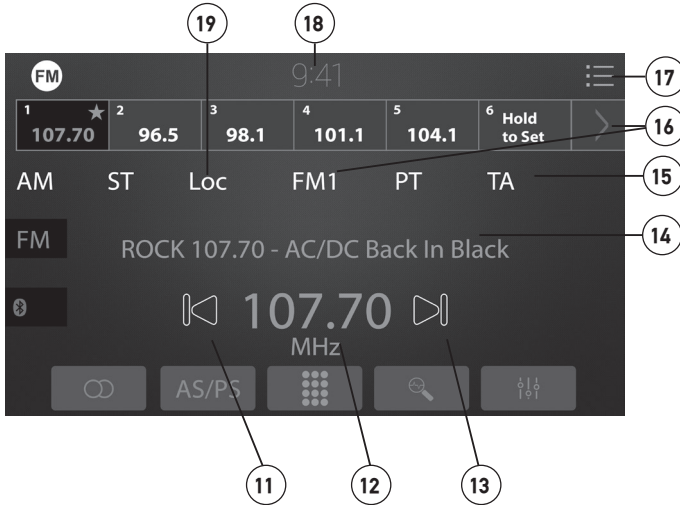 19 18
FM 9:41 17
1 107.70 2 96.5 3 98.1 4 101.1 5 104.1 6 Hold to Set 16
AM ST Loc FM1 PT TA 15
FM ROCK 107.70 - AC/DC Back In Black 14
107.70
MHz
AS/PS
11 12 13